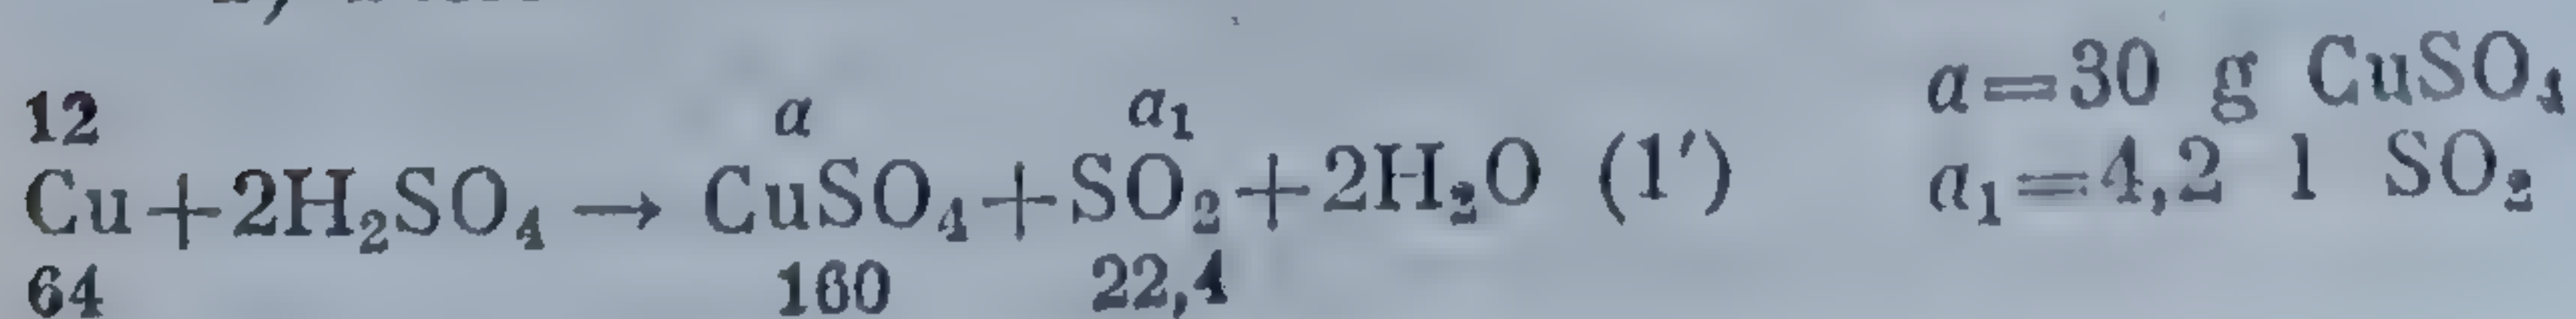 12 a a₁ a=30 g CuSO₄
Cu+2H₂SO₄ → CuSO₄+SO₂+2H₂O (1′) a₁=4,2 l SO₂
64 160 22,4